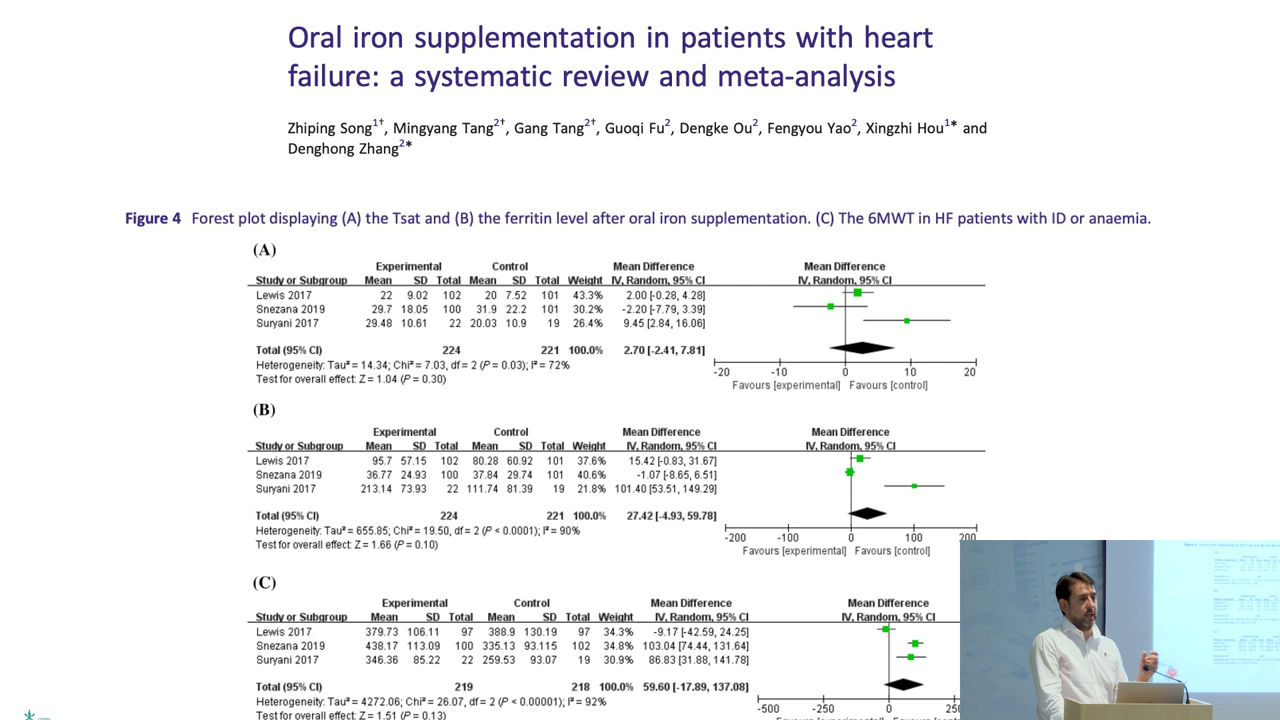 Oral iron supplementation in patients with heart
failure: a systematic review and meta-analysis
Zhiping Song1†, Mingyang Tang2†, Gang Tang2†, Guoqi Fu2, Dengke Ou2, Fengyou Yao2, Xingzhi Hou1* and
Denghong Zhang2*
Figure 4 Forest plot displaying (A) the Tsat and (B) the ferritin level after oral iron supplementation. (C) The 6MWT in HF patients with ID or anaemia.
(A)
Experimental Control Mean Difference Mean Difference
Study or Subgroup Mean SD Total Mean SD Total Weight IV, Random, 95% CI IV, Random, 95% CI
Lewis 2017 22 9.02 102 20 7.52 101 43.3% 2.00 [-0.28, 4.28]
Snezana 2019 29.7 18.05 100 31.9 22.2 101 30.2% -2.20 [-7.79, 3.39]
Suryani 2017 29.48 10.61 22 20.03 10.9 19 26.4% 9.45 [2.84, 16.06]
Total (95% CI) 224 221 100.0% 2.70 [-2.41, 7.81]
Heterogeneity: Tau² = 14.34; Chi² = 7.03, df = 2 (P = 0.03); I² = 72%
Test for overall effect: Z = 1.04 (P = 0.30)
-20 -10 0 10 20
Favours [experimental] Favours [control]
(B)
Experimental Control Mean Difference Mean Difference
Study or Subgroup Mean SD Total Mean SD Total Weight IV, Random, 95% CI IV, Random, 95% CI
Lewis 2017 95.7 57.15 102 80.28 60.92 101 37.6% 15.42 [-0.83, 31.67]
Snezana 2019 36.77 24.93 100 37.84 29.74 101 40.6% -1.07 [-8.65, 6.51]
Suryani 2017 213.14 73.93 22 111.74 81.39 19 21.8% 101.40 [53.51, 149.29]
Total (95% CI) 224 221 100.0% 27.42 [-4.93, 59.78]
Heterogeneity: Tau² = 655.85; Chi² = 19.50, df = 2 (P < 0.0001); I² = 90%
Test for overall effect: Z = 1.66 (P = 0.10)
-200 -100 0 100 200
Favours [experimental] Favours [control]
(C)
Experimental Control Mean Difference Mean Difference
Study or Subgroup Mean SD Total Mean SD Total Weight IV, Random, 95% CI IV, Random, 95% CI
Lewis 2017 379.73 106.11 97 388.9 130.19 97 34.3% -9.17 [-42.59, 24.25]
Snezana 2019 438.17 113.09 100 335.13 93.115 102 34.8% 103.04 [74.44, 131.64]
Suryani 2017 346.36 85.22 22 259.53 93.07 19 30.9% 86.83 [31.88, 141.78]
Total (95% CI) 219 218 100.0% 59.60 [-17.89, 137.08]
Heterogeneity: Tau² = 4272.06; Chi² = 26.07, df = 2 (P < 0.00001); I² = 92%
Test for overall effect: Z = 1.51 (P = 0.13)
-500 -250 0